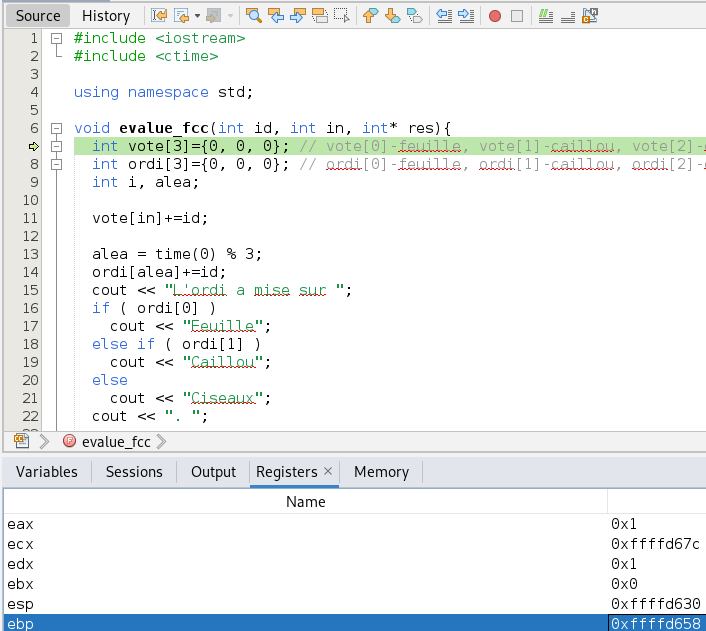 Source History
1 #include <iostream>
2 #include <ctime>
3
4 using namespace std;
5
6 void evalue_fcc(int id, int in, int* res){
int vote[3]={0, 0, 0}; // vote[0]-feuille, vote[1]-caillou, vote[2]-
8 int ordi[3]={0, 0, 0}; // ordi[0]-feuille, ordi[1]-caillou, ordi[2]-
9 int i, alea;
10
11 vote[in]+=id;
12
13 alea = time(0) % 3;
14 ordi[alea]+=id;
15 cout << "L'ordi a mise sur ";
16 if ( ordi[0] )
17 cout << "Feuille";
18 else if ( ordi[1] )
19 cout << "Caillou";
20 else
21 cout << "Ciseaux";
22 cout << ". ";
evalue_fcc
Variables Sessions Output Registers × Memory
Name
eax 0x1
ecx 0xffffd67c
edx 0x1
ebx 0x0
esp 0xffffd630
ebp 0xffffd658